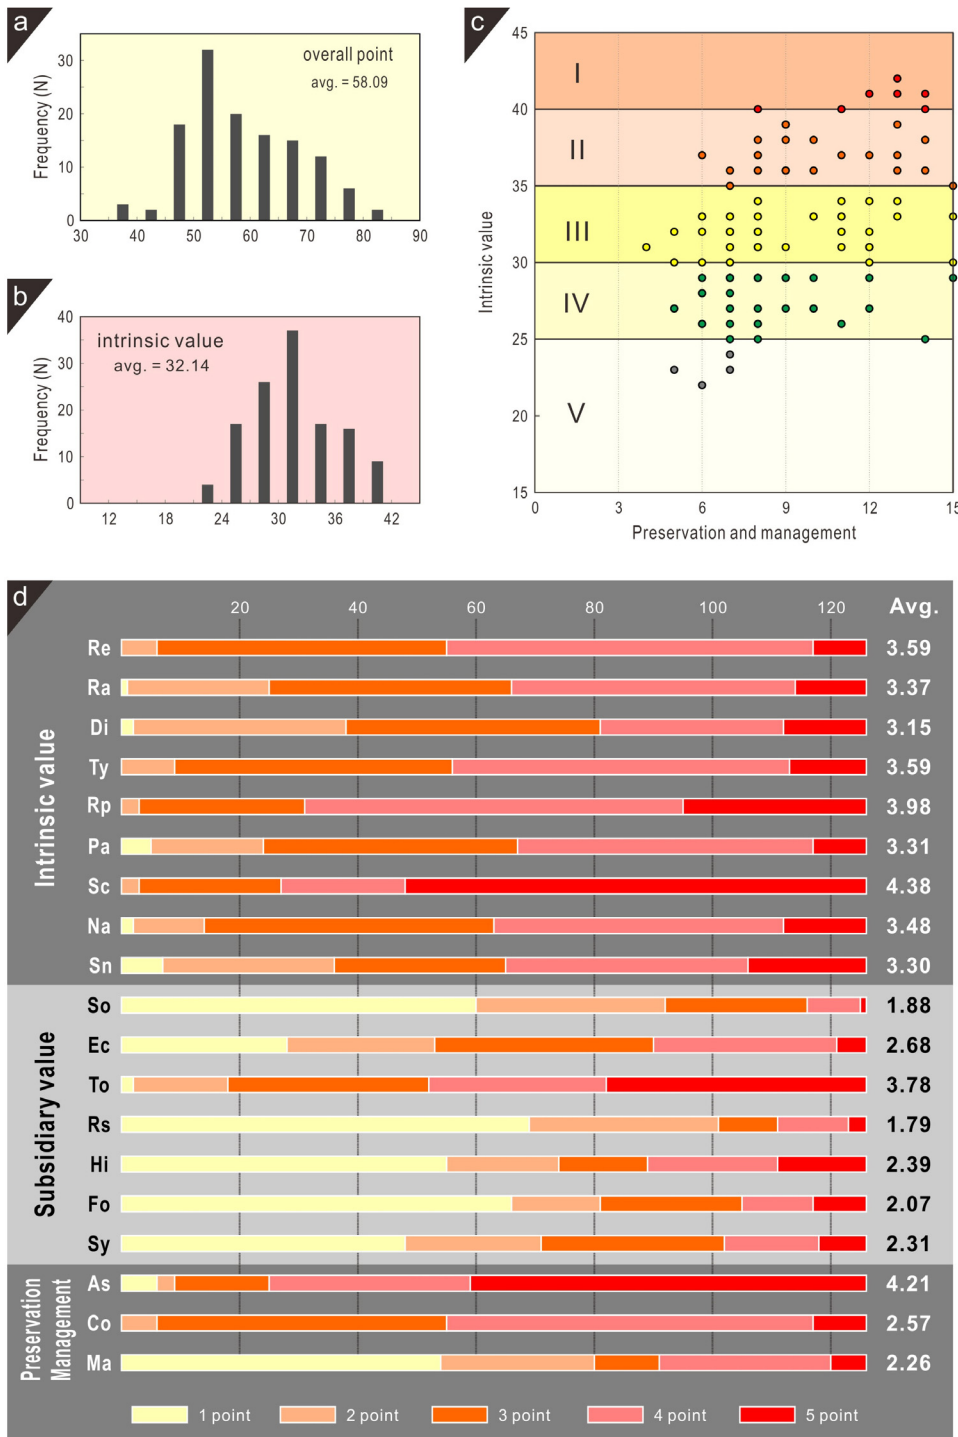 a
overall point
avg. = 58.09
Frequency (N)
30
20
10
0
30 40 50 60 70 80 90
b
intrinsic value
avg. = 32.14
Frequency (N)
40
30
20
10
0
12 18 24 30 36 42
c
Intrinsic value
45
40
35
30
25
20
15
I
II
III
IV
V
0 3 6 9 12 15
Preservation and management
d
20 40 60 80 100 120 Avg.
Intrinsic value
Re 3.59
Ra 3.37
Di 3.15
Ty 3.59
Rp 3.98
Pa 3.31
Sc 4.38
Na 3.48
Sn 3.30
Subsidiary value
So 1.88
Ec 2.68
To 3.78
Rs 1.79
Hi 2.39
Fo 2.07
Sy 2.31
Preservation
Management
As 4.21
Co 2.57
Ma 2.26
1 point 2 point 3 point 4 point 5 point